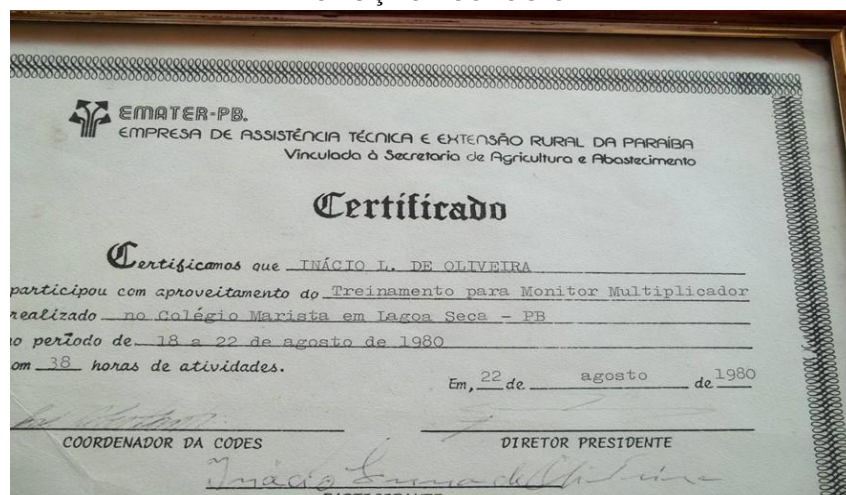 EMATER-PB.
EMPRESA DE ASSISTÊNCIA TÉCNICA E EXTENSÃO RURAL DA PARAÍBA
Vinculada à Secretaria de Agricultura e Abastecimento
Certificado
Certificamos que INÁCIO L. DE OLIVEIRA
participou com aproveitamento do Treinamento para Monitor Multiplicador
realizado no Colégio Marista em Lagoa Seca - PB
no período de 18 a 22 de agosto de 1980
com 38 horas de atividades.
Em, 22 de agosto de 1980
COORDENADOR DA CODES
DIRETOR PRESIDENTE
Inácio de Oliveira